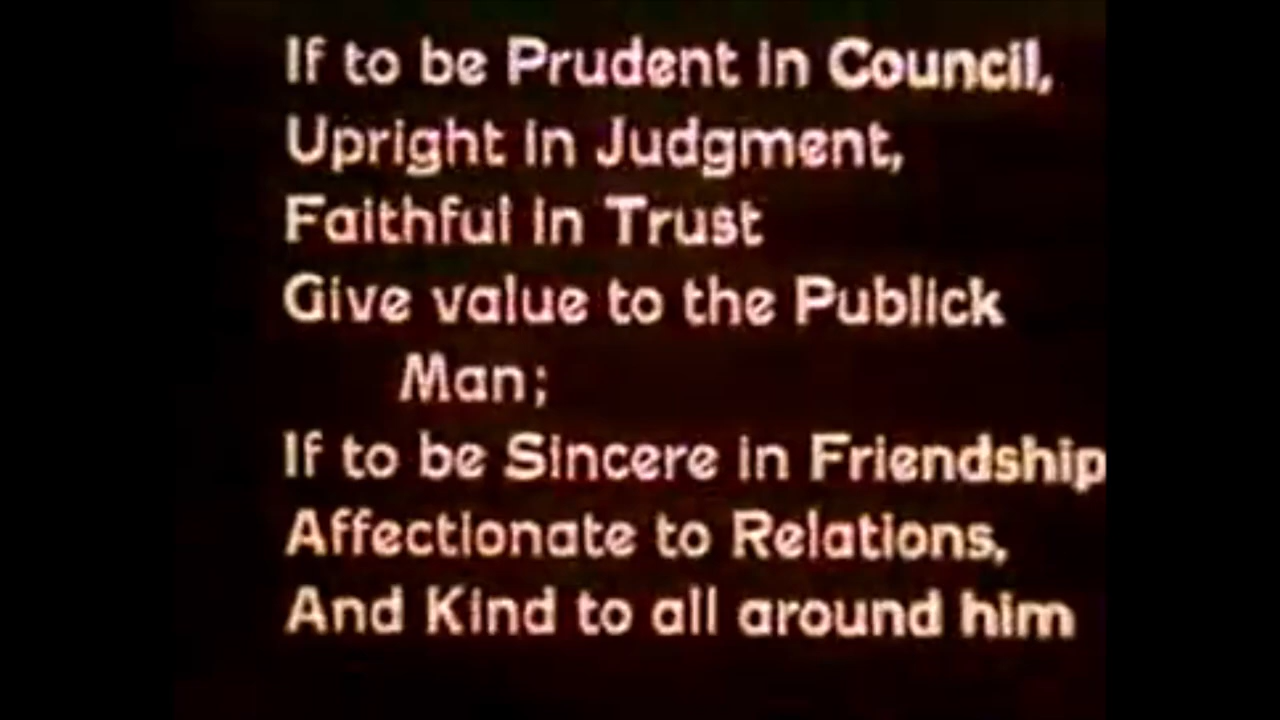 If to be Prudent in Council,
Upright in Judgment,
Faithful in Trust
Give value to the Publick
Man;
If to be Sincere in Friendship
Affectionate to Relations,
And Kind to all around him